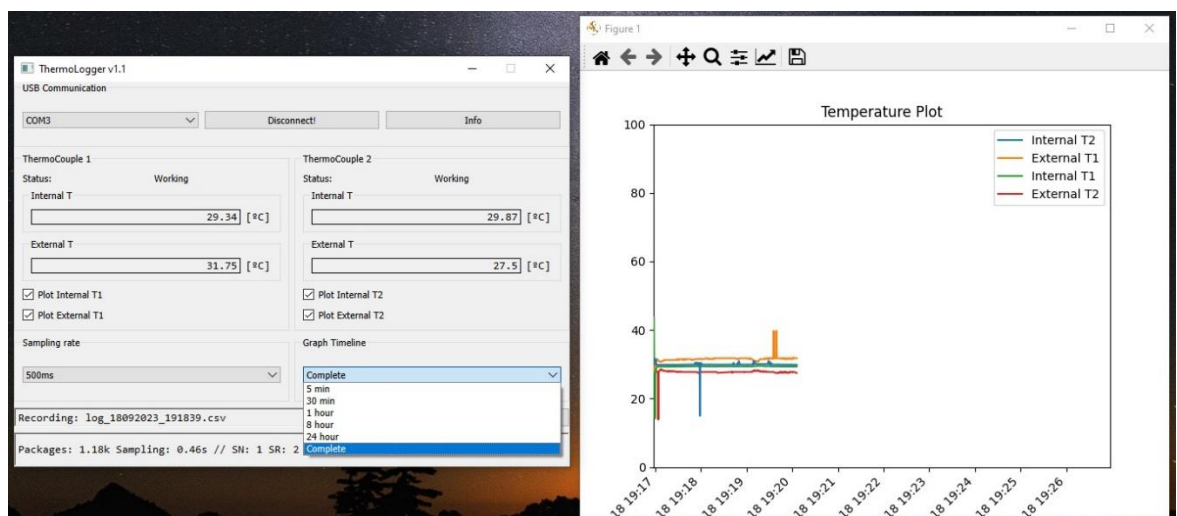 ThermoLogger v1.1
USB Communication
COM3 Disconnect! Info
ThermoCouple 1
Status: Working
Internal T
29.34 [ºC]
External T
31.75 [ºC]
Plot Internal T1
Plot External T1
ThermoCouple 2
Status: Working
Internal T
29.87 [ºC]
External T
27.5 [ºC]
Plot Internal T2
Plot External T2
Sampling rate
500ms
Graph Timeline
Complete
5 min
30 min
1 hour
8 hour
24 hour
Complete
Recording: log_18092023_191839.csv
Packages: 1.18k Sampling: 0.46s // SN: 1 SR: 2
Figure 1
Temperature Plot
Internal T2
External T1
Internal T1
External T2
100
80
60
40
20
0
18 19:17
18 19:18
18 19:19
18 19:20
18 19:21
18 19:22
18 19:23
18 19:24
18 19:25
18 19:26